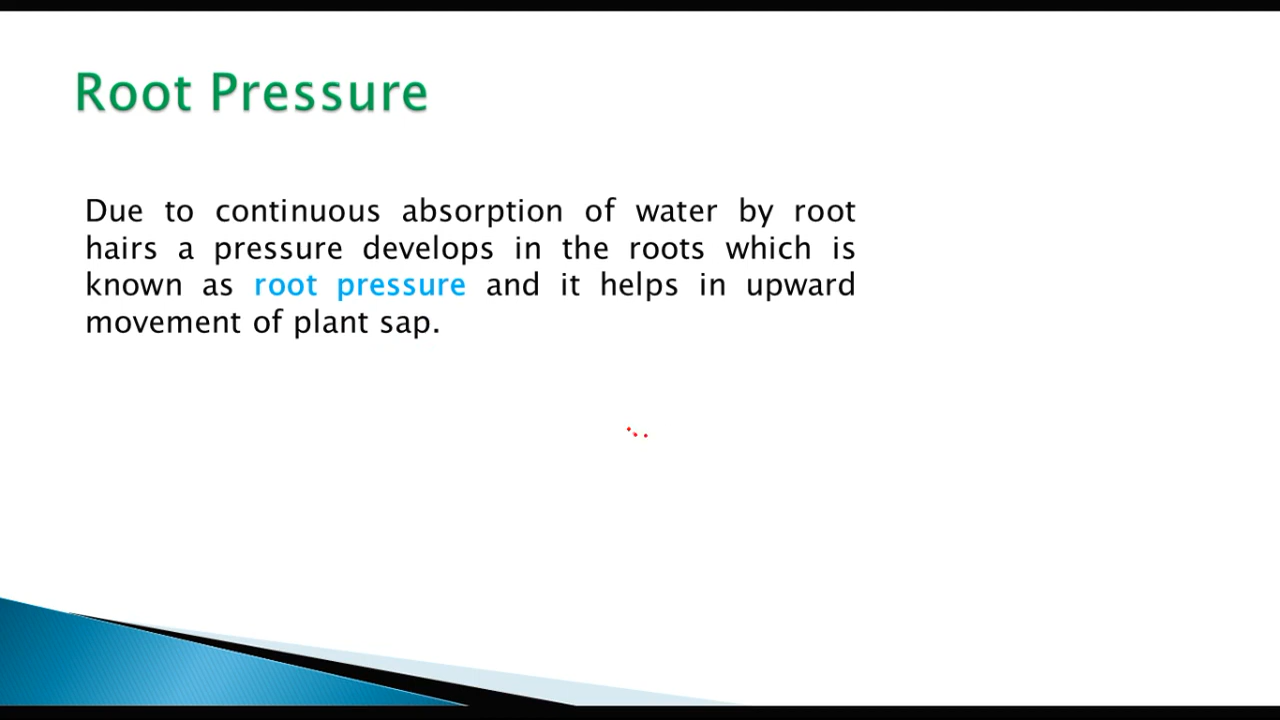 Root Pressure
Due to continuous absorption of water by root
hairs a pressure develops in the roots which is
known as root pressure and it helps in upward
movement of plant sap.